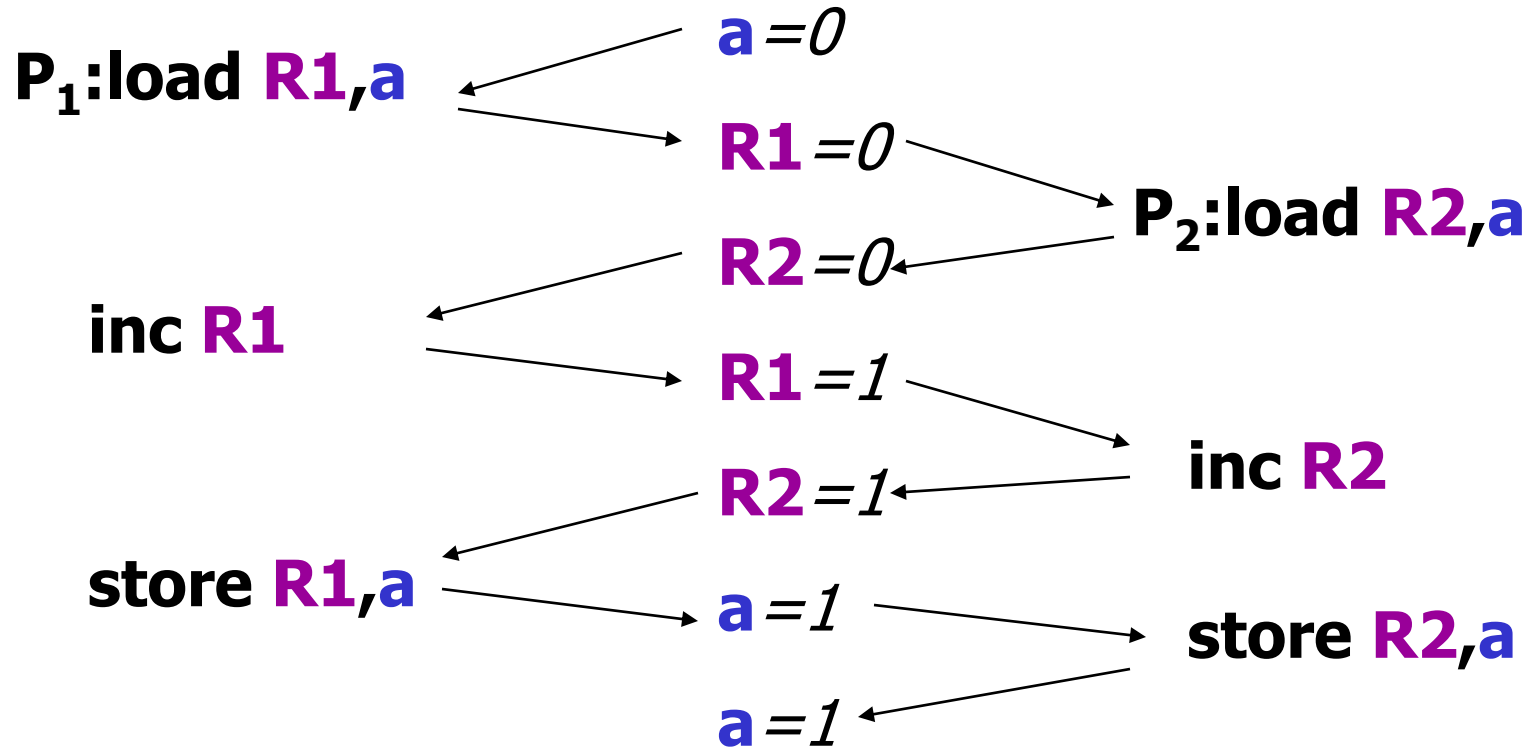 a=0
P₁:load R1,a
R1=0
P₂:load R2,a
R2=0
inc R1
R1=1
inc R2
R2=1
store R1,a
a=1
store R2,a
a=1